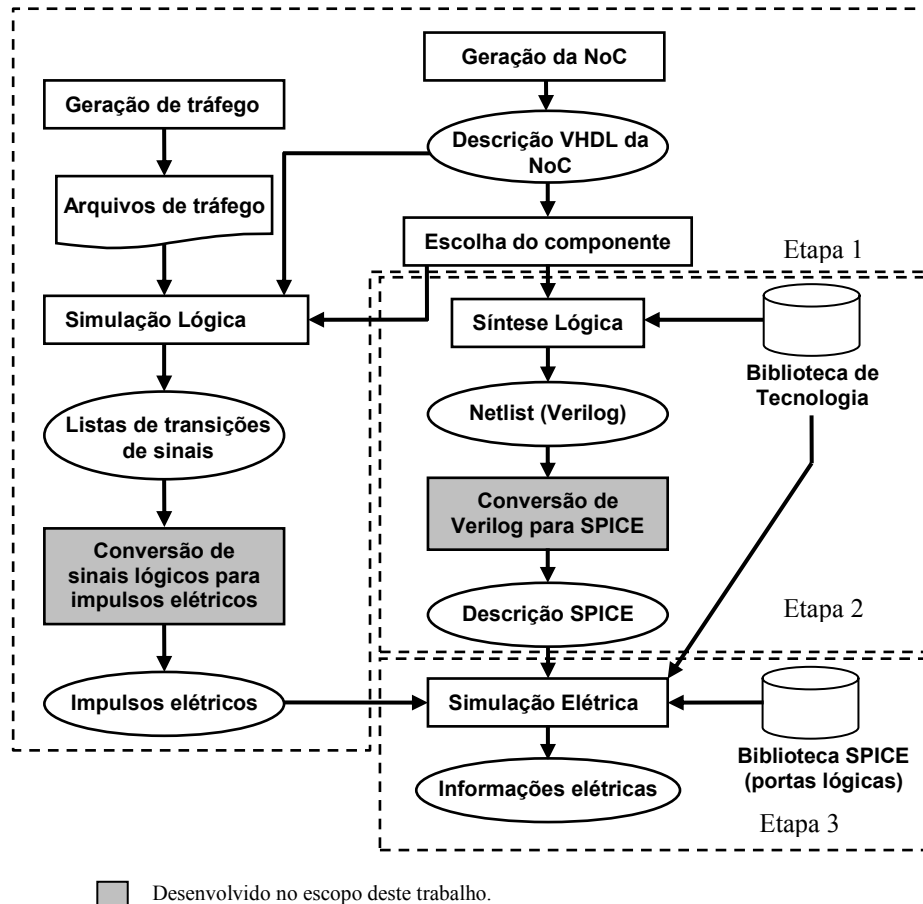 Geração da NoC
Geração de tráfego
Descrição VHDL da
NoC
Arquivos de tráfego
Escolha do componente
Etapa 1
Simulação Lógica
Síntese Lógica
Biblioteca de
Tecnologia
Listas de transições
de sinais
Netlist (Verilog)
Conversão de
Verilog para SPICE
Conversão de
sinais lógicos para
impulsos elétricos
Descrição SPICE
Etapa 2
Impulsos elétricos
Simulação Elétrica
Biblioteca SPICE
(portas lógicas)
Informações elétricas
Etapa 3
Desenvolvido no escopo deste trabalho.